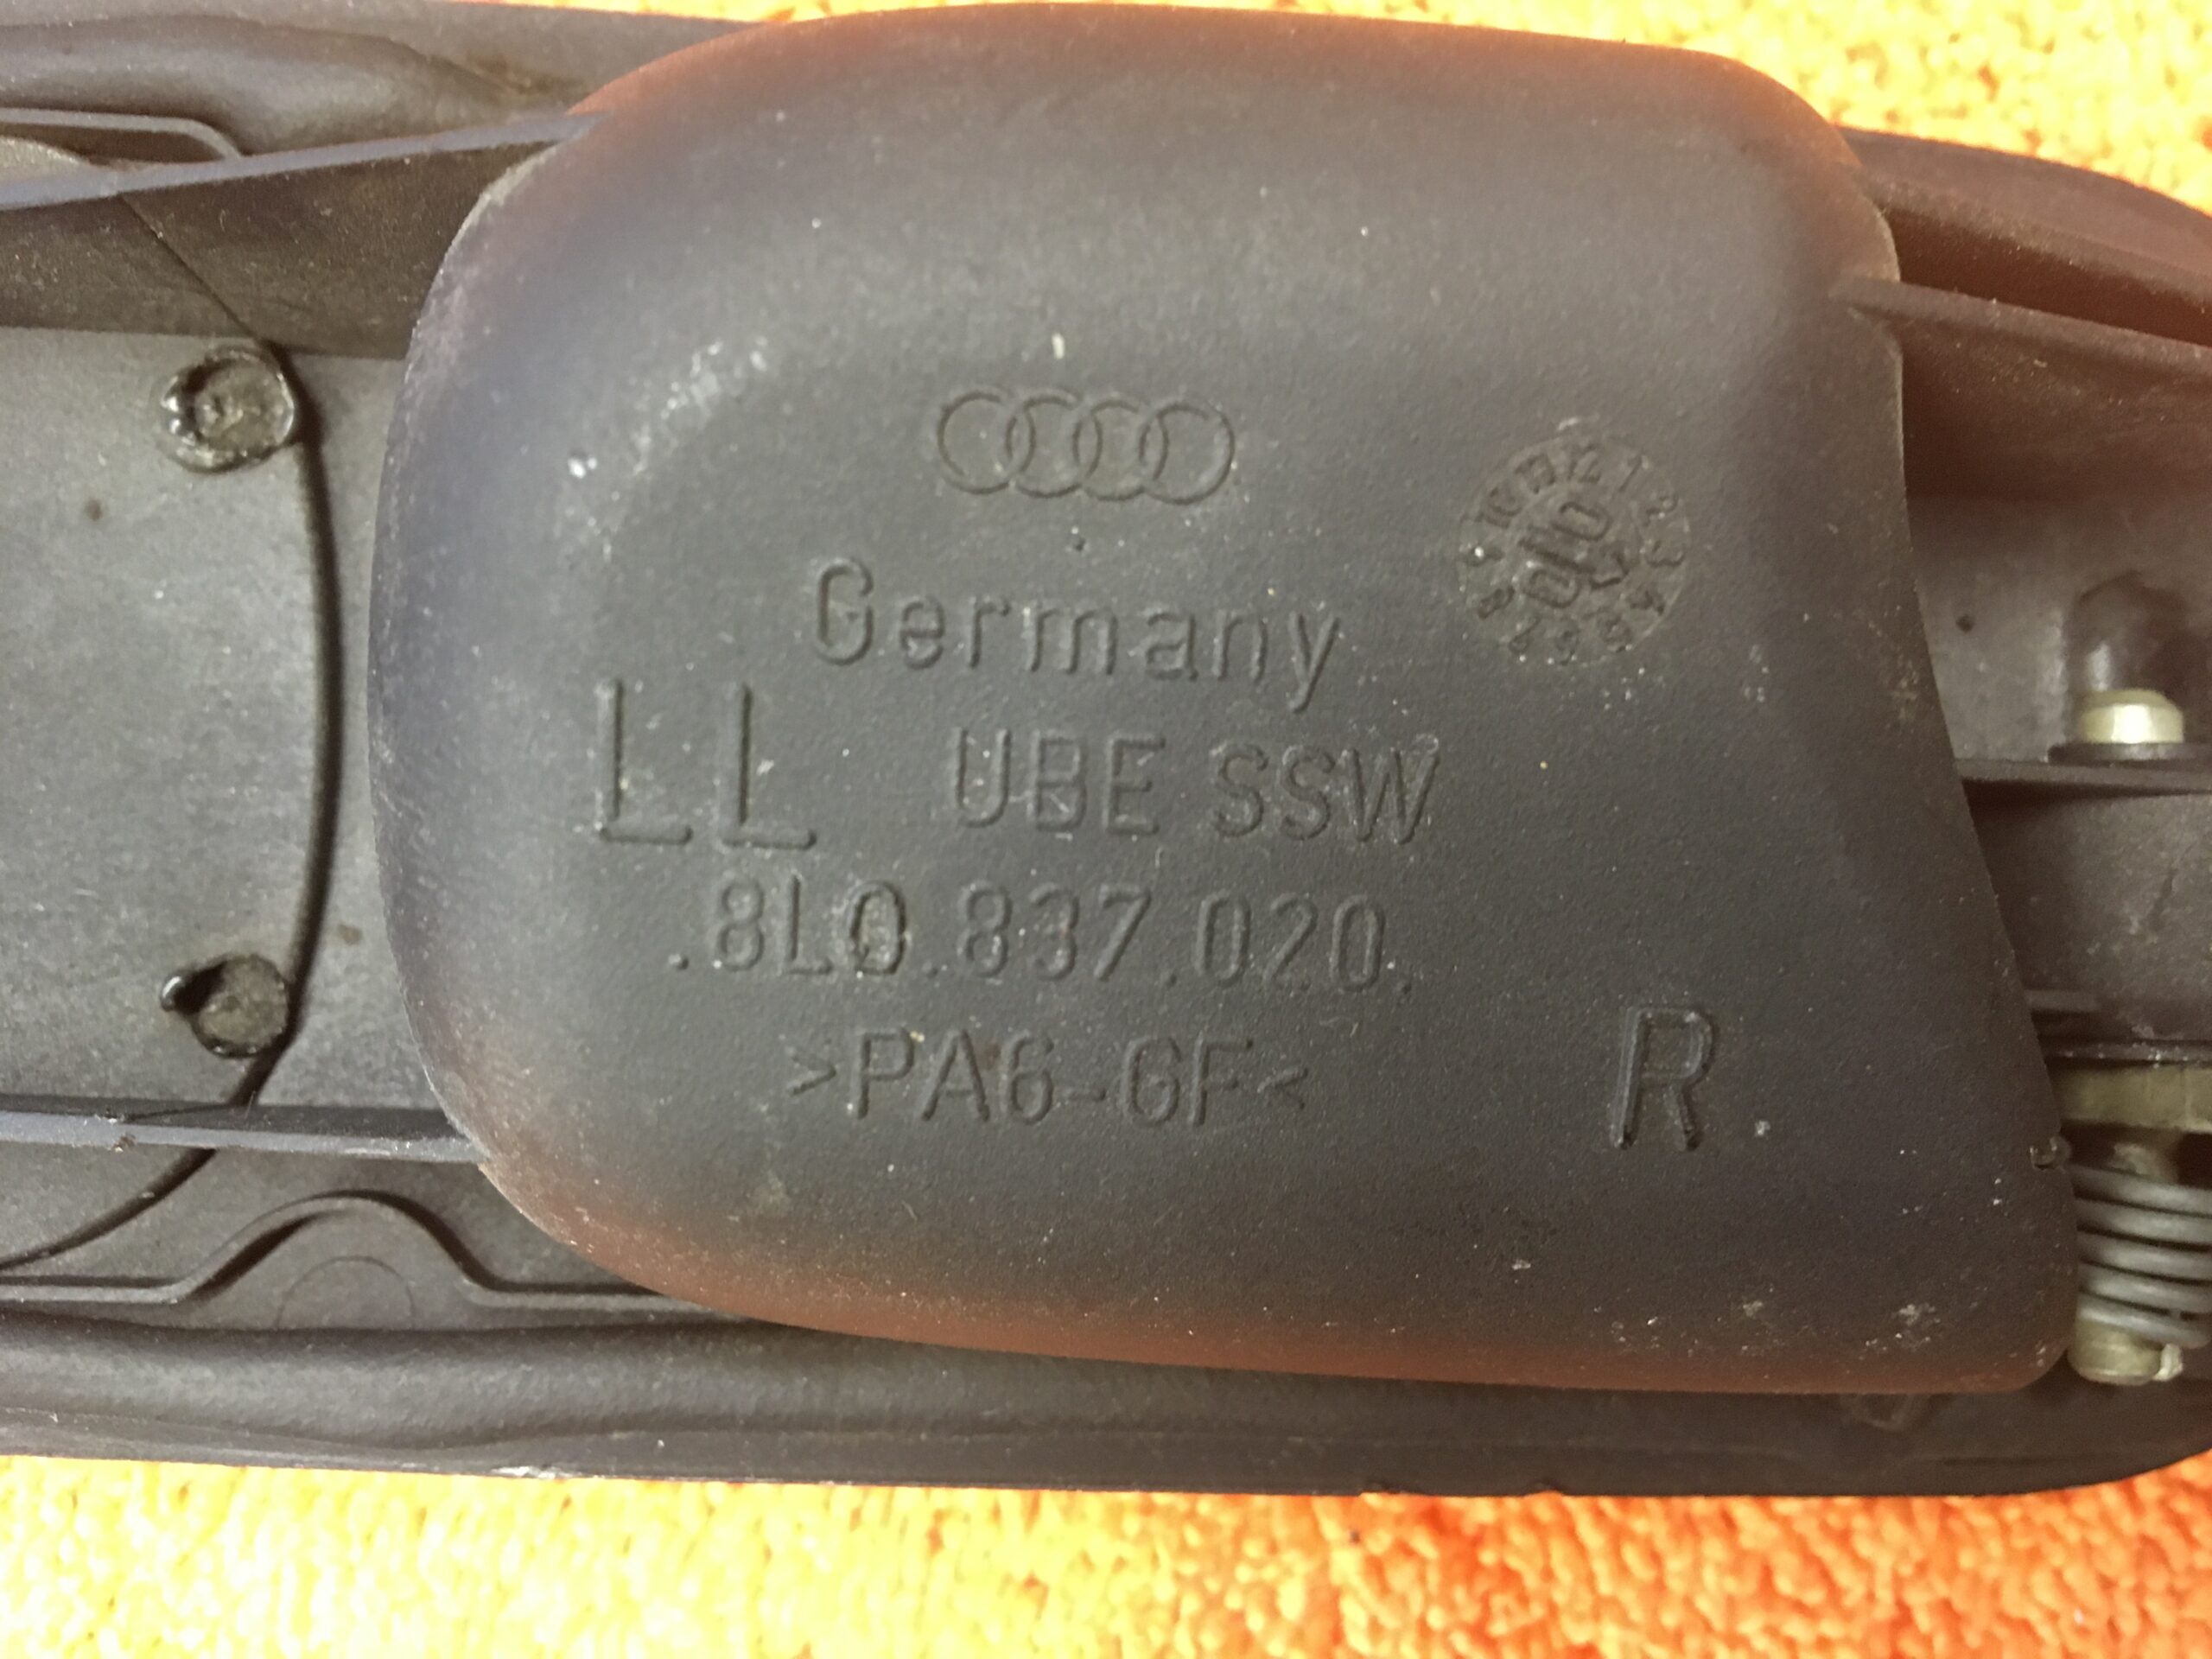 Germany
LL UBE SSW
.8L0.837.020.
>PA6-GF<
R